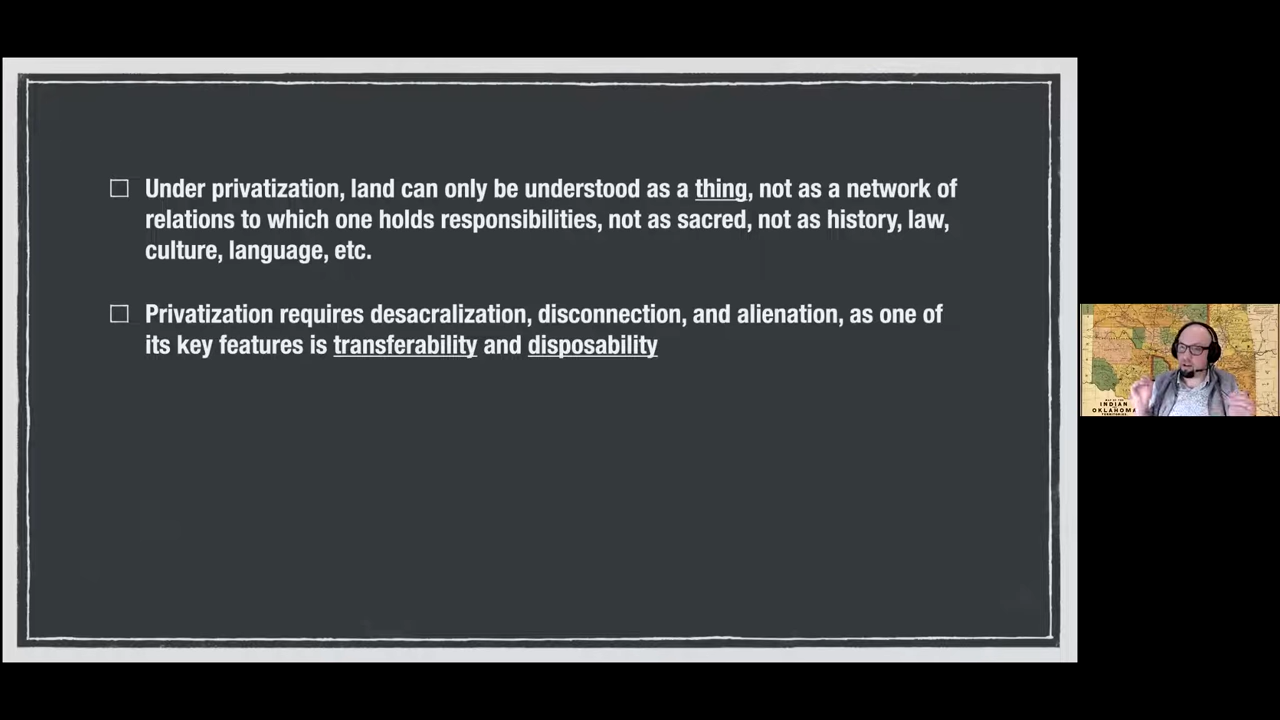 Under privatization, land can only be understood as a thing, not as a network of
relations to which one holds responsibilities, not as sacred, not as history, law,
culture, language, etc.
Privatization requires desacralization, disconnection, and alienation, as one of
its key features is transferability and disposability
INDIAN
OKLAHOMA